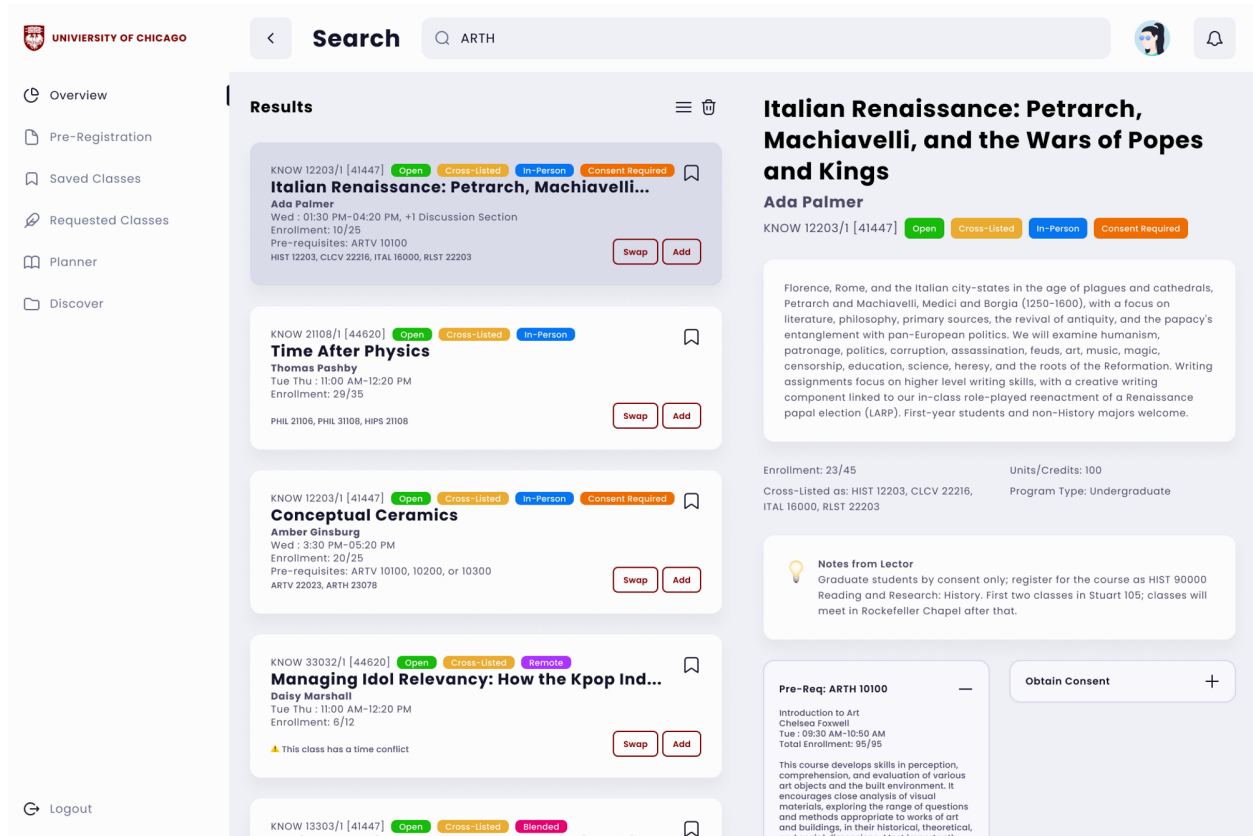 UNIVIERSITY OF CHICAGO
Search
ARTH
Overview
Pre-Registration
Saved Classes
Requested Classes
Planner
Discover
Logout
Results
KNOW 12203/1 [41447] Open Cross-Listed In-Person Consent Required
Italian Renaissance: Petrarch, Machiavelli...
Ada Palmer
Wed : 01:30 PM-04:20 PM, +1 Discussion Section
Enrollment: 10/25
Pre-requisites: ARTV 10100
HIST 12203, CLCV 22216, ITAL 16000, RLST 22203
Swap Add
KNOW 21108/1 [44620] Open Cross-Listed In-Person
Time After Physics
Thomas Pashby
Tue Thu : 11:00 AM-12:20 PM
Enrollment: 29/35
PHIL 21106, PHIL 31108, HIPS 21108
Swap Add
KNOW 12203/1 [41447] Open Cross-Listed In-Person Consent Required
Conceptual Ceramics
Amber Ginsburg
Wed : 3:30 PM-05:20 PM
Enrollment: 20/25
Pre-requisites: ARTV 10100, 10200, or 10300
ARTV 22023, ARTH 23078
Swap Add
KNOW 33032/1 [44620] Open Cross-Listed Remote
Managing Idol Relevancy: How the Kpop Ind...
Daisy Marshall
Tue Thu : 11:00 AM-12:20 PM
Enrollment: 6/12
This class has a time conflict
Swap Add
KNOW 13303/1 [41447] Open Cross-Listed Blended
Italian Renaissance: Petrarch,
Machiavelli, and the Wars of Popes
and Kings
Ada Palmer
KNOW 12203/1 [41447] Open Cross-Listed In-Person Consent Required
Florence, Rome, and the Italian city-states in the age of plagues and cathedrals,
Petrarch and Machiavelli, Medici and Borgia (1250-1600), with a focus on
literature, philosophy, primary sources, the revival of antiquity, and the papacy's
entanglement with pan-European politics. We will examine humanism,
patronage, politics, corruption, assassination, feuds, art, music, magic,
censorship, education, science, heresy, and the roots of the Reformation. Writing
assignments focus on higher level writing skills, with a creative writing
component linked to our in-class role-played reenactment of a Renaissance
papal election (LARP). First-year students and non-History majors welcome.
Enrollment: 23/45
Units/Credits: 100
Cross-Listed as: HIST 12203, CLCV 22216,
ITAL 16000, RLST 22203
Program Type: Undergraduate
Notes from Lector
Graduate students by consent only; register for the course as HIST 90000
Reading and Research: History. First two classes in Stuart 105; classes will
meet in Rockefeller Chapel after that.
Pre-Req: ARTH 10100
Introduction to Art
Chelsea Foxwell
Tue : 09:30 AM-10:50 AM
Total Enrollment: 95/95
This course develops skills in perception,
comprehension, and evaluation of various
art objects and the built environment. It
encourages close analysis of visual
materials, exploring the range of questions
and methods appropriate to works of art
and buildings, in their historical, theoretical,
Obtain Consent